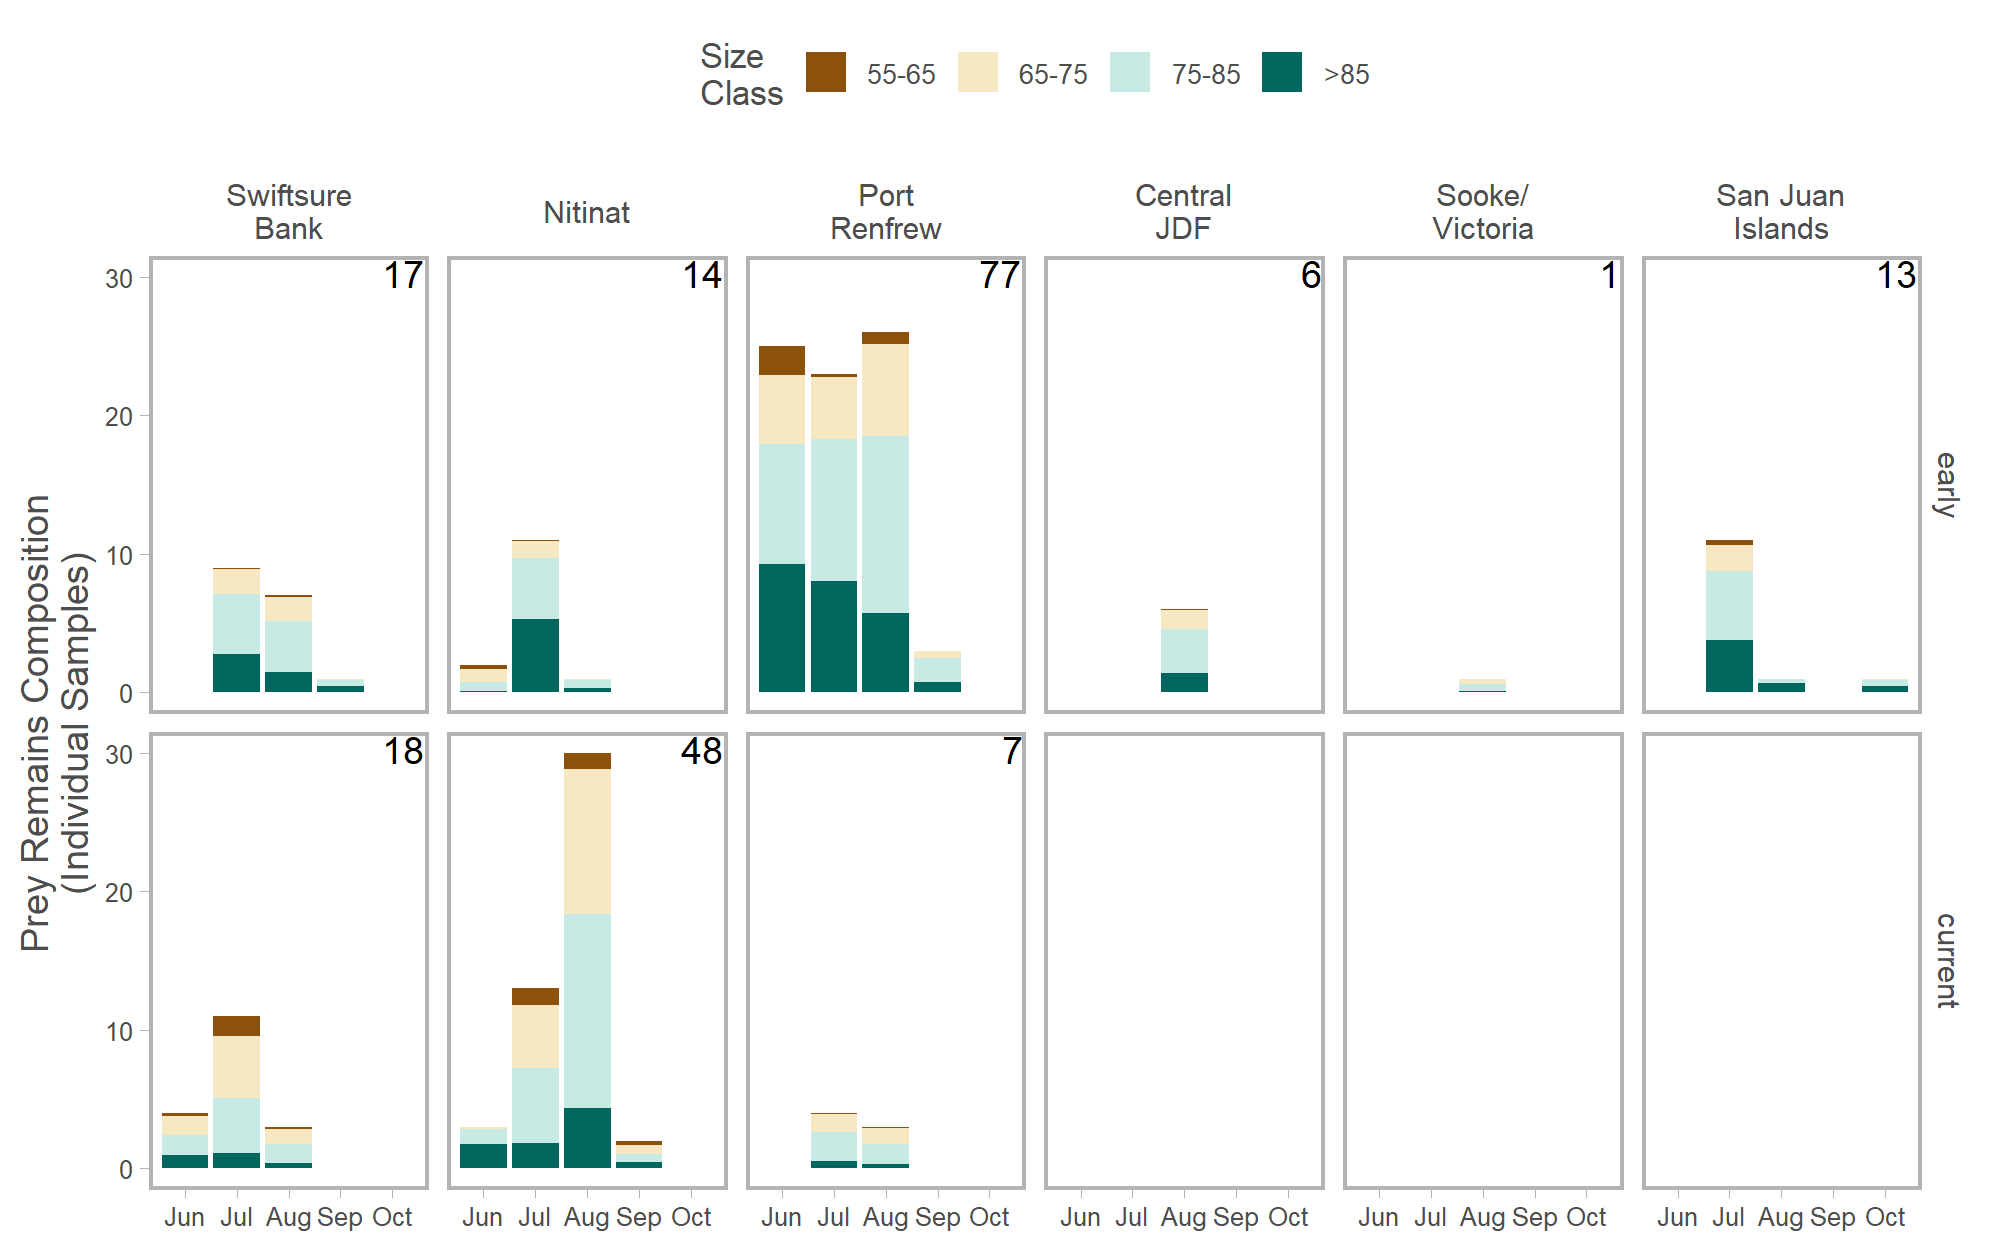 Size
Class
55-65
65-75
75-85
>85
Swiftsure
Bank
Nitinat
Port
Renfrew
Central
JDF
Sooke/
Victoria
San Juan
Islands
Prey Remains Composition
(Individual Samples)
30
20
10
0
17
14
77
6
1
13
early
30
20
10
0
18
48
7
current
Jun Jul Aug Sep Oct
Jun Jul Aug Sep Oct
Jun Jul Aug Sep Oct
Jun Jul Aug Sep Oct
Jun Jul Aug Sep Oct
Jun Jul Aug Sep Oct